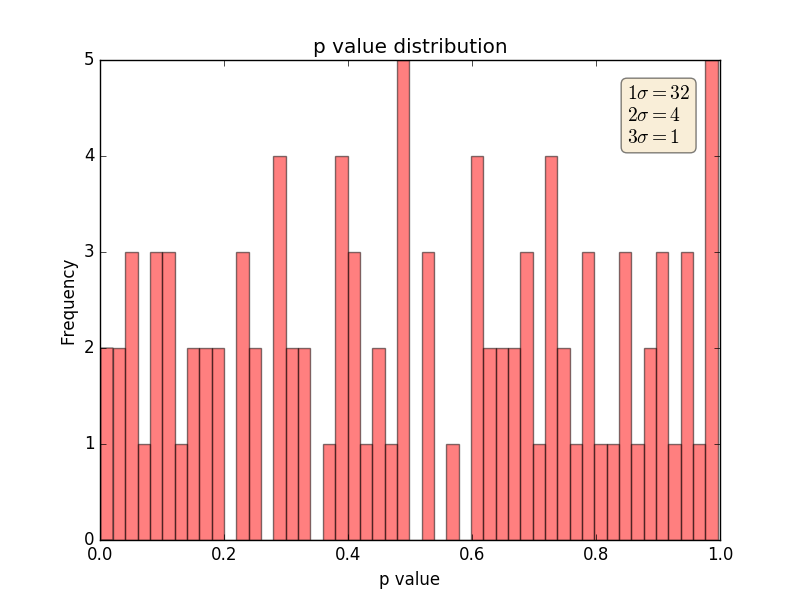 p value distribution
5
4
3
2
1
0
Frequency
1σ = 32
2σ = 4
3σ = 1
0.0 0.2 0.4 0.6 0.8 1.0
p value